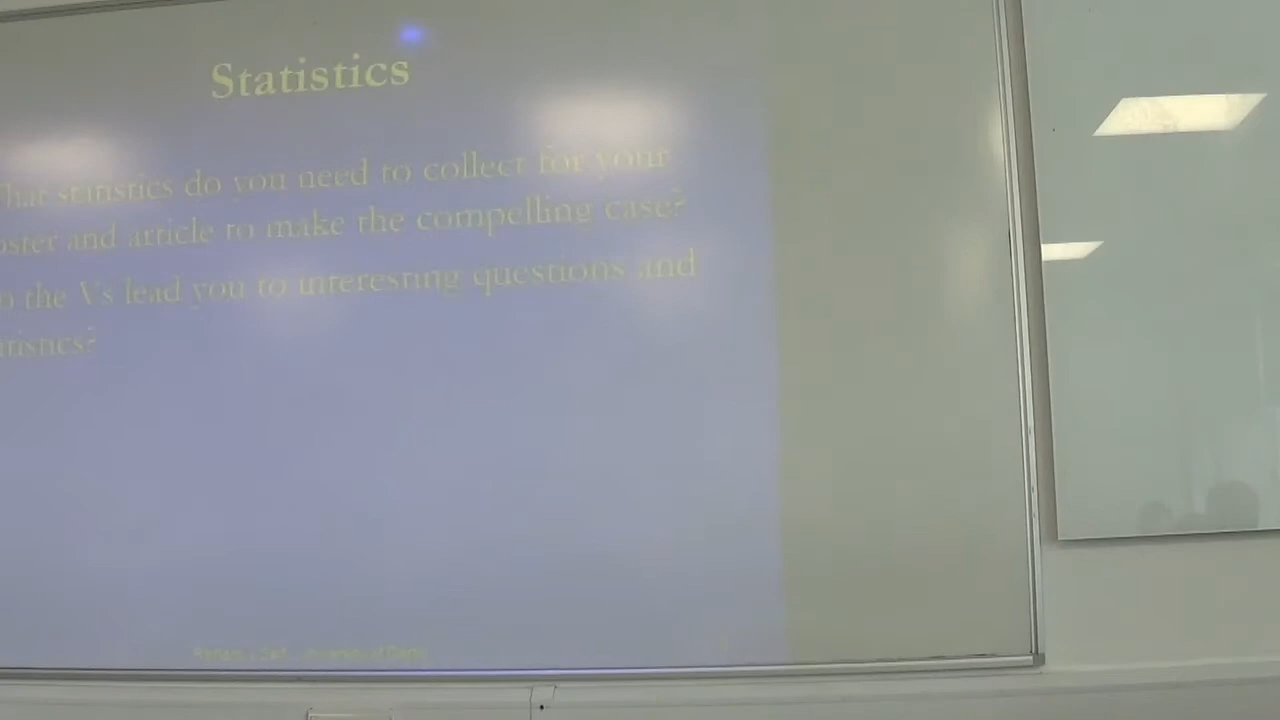 Statistics
hat statistics do you need to collect for your
oster and article to make the compelling case?
n the Vs lead you to interesting questions and
tistics?